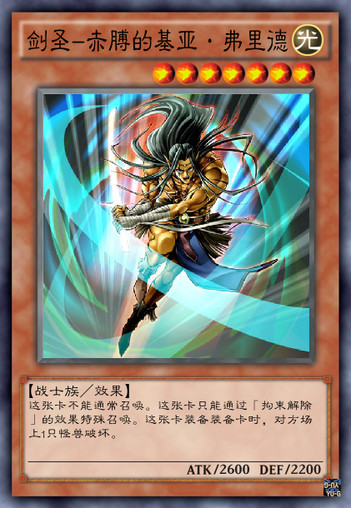 剑圣-赤膊的基亚·弗里德
光
【战士族／效果】
这张卡不能通常召唤。这张卡只能通过「拘束解除
」的效果特殊召唤。这张卡装备装备卡时，对方场
上1只怪兽破坏。
ATK/2600 DEF/2200
YU-G